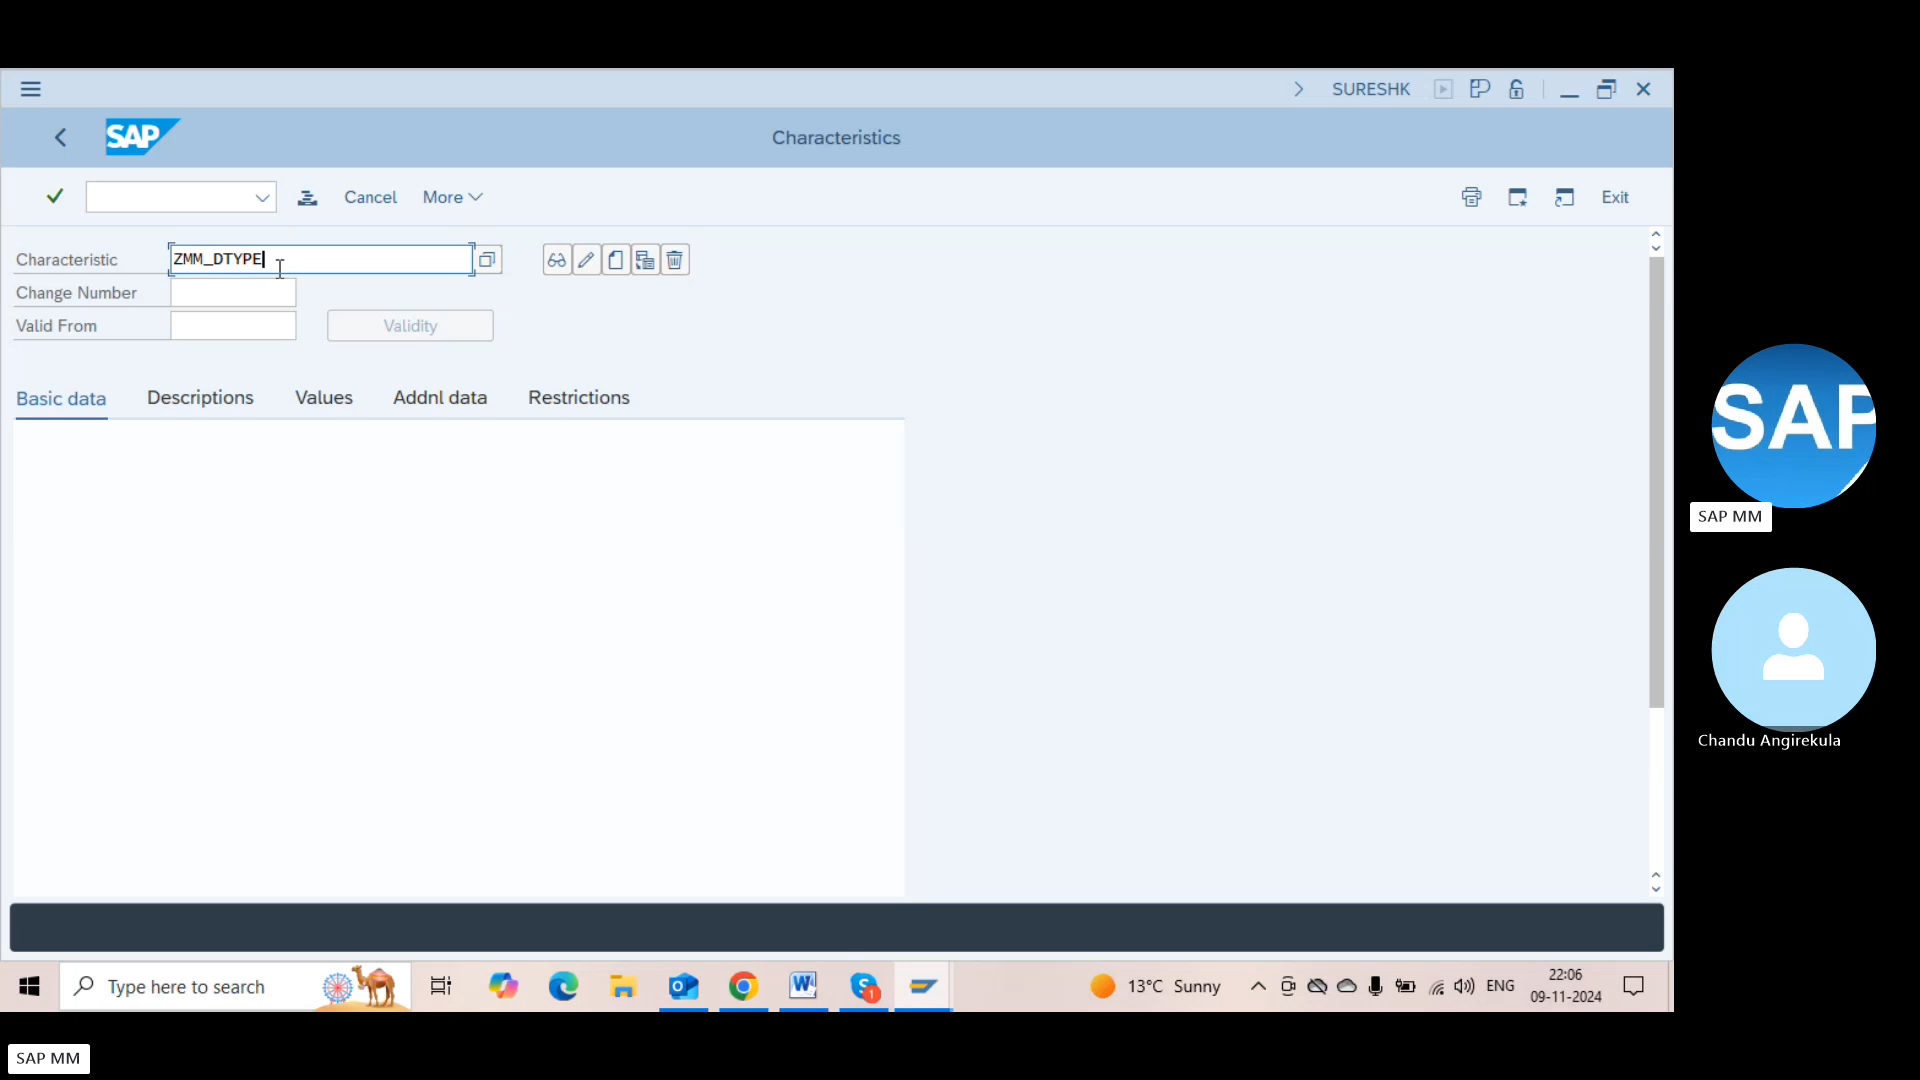 SURESHK
SAP
Characteristics
Cancel
More
Exit
Characteristic
ZMM_DTYPE
Change Number
Valid From
Validity
Basic data
Descriptions
Values
Addnl data
Restrictions
SAP
SAP MM
Chandu Angirekula
Type here to search
1
13°C Sunny
ENG
22:06
09-11-2024
SAP MM